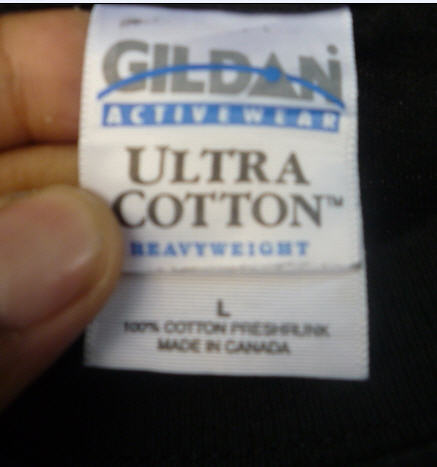 GILDAN
ACTIVEWEAR
ULTRA
COTTON™
HEAVYWEIGHT
L
100% COTTON PRESHRUNK
MADE IN CANADA